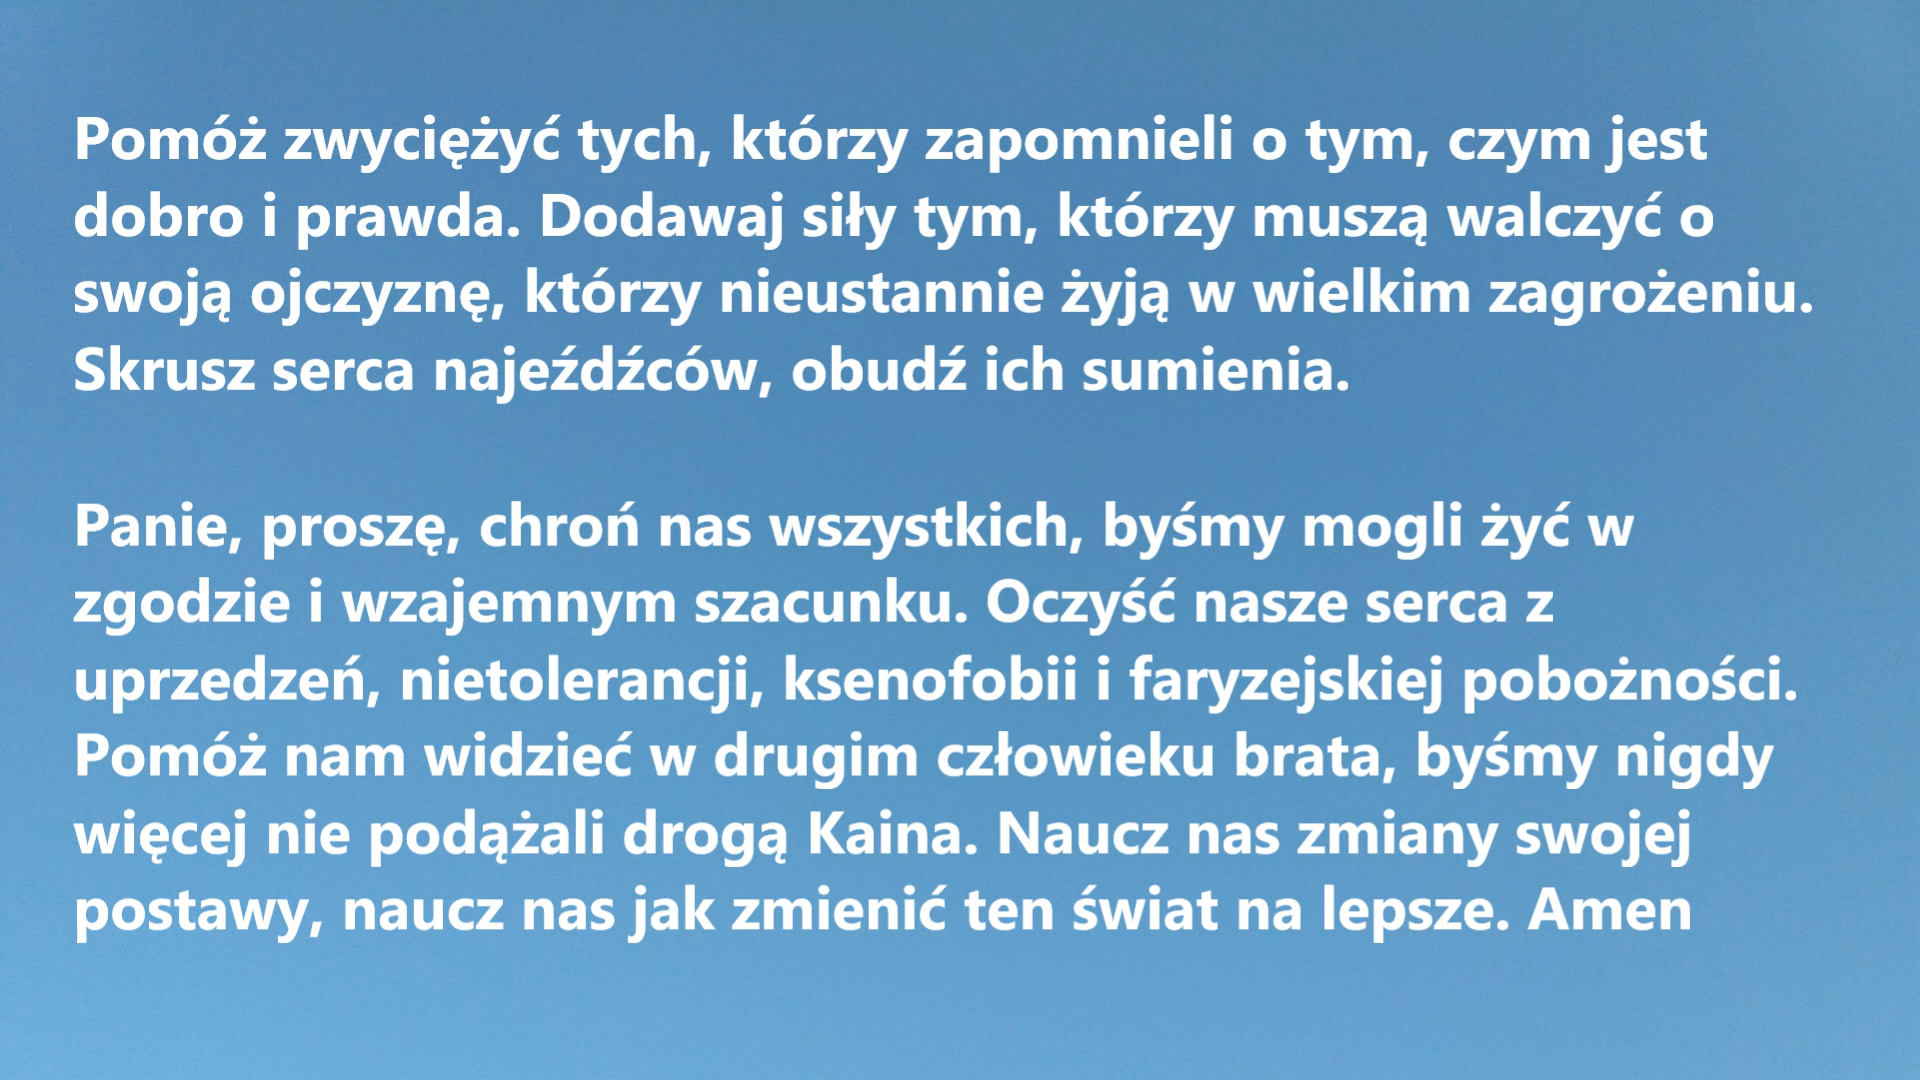 Pomóż zwyciężyć tych, którzy zapomnieli o tym, czym jest
dobro i prawda. Dodawaj siły tym, którzy muszą walczyć o
swoją ojczyznę, którzy nieustannie żyją w wielkim zagrożeniu.
Skrusz serca najeźdźców, obudź ich sumienia.
Panie, proszę, chroń nas wszystkich, byśmy mogli żyć w
zgodzie i wzajemnym szacunku. Oczyść nasze serca z
uprzedzeń, nietolerancji, ksenofobii i faryzejskiej pobożności.
Pomóż nam widzieć w drugim człowieku brata, byśmy nigdy
więcej nie podążali drogą Kaina. Naucz nas zmiany swojej
postawy, naucz nas jak zmienić ten świat na lepsze. Amen